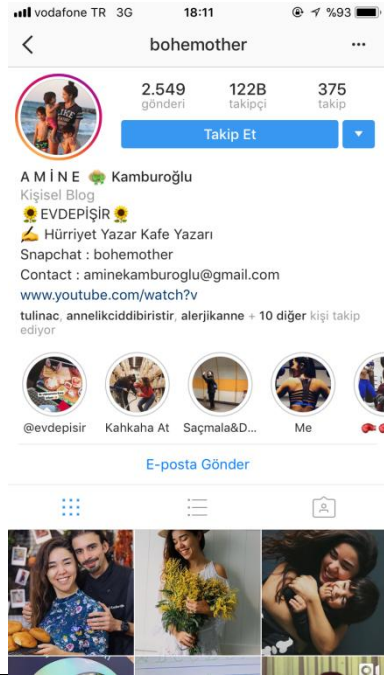 vodafone TR 3G 18:11 %93
bohemother
2.549 122B 375
gönderi takipçi takip
Takip Et
A M İ N E Kamburoğlu
Kişisel Blog
EVDEPİŞİR
Hürriyet Yazar Kafe Yazarı
Snapchat : bohemother
Contact : aminekamburoglu@gmail.com
www.youtube.com/watch?v
tulinac, annelikciddibiristir, alerjikanne + 10 diğer kişi takip
ediyor
@evdepisir Kahkaha At Saçmala&D... Me
E-posta Gönder